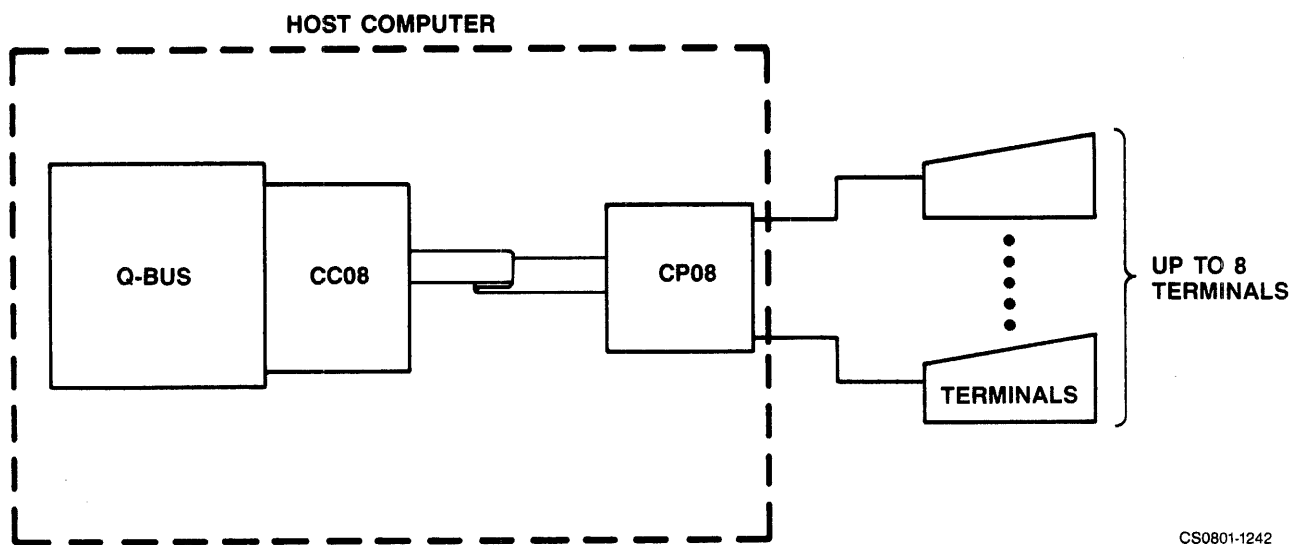 HOST COMPUTER
Q-BUS
CC08
CP08
UP TO 8
TERMINALS
TERMINALS
CS0801-1242